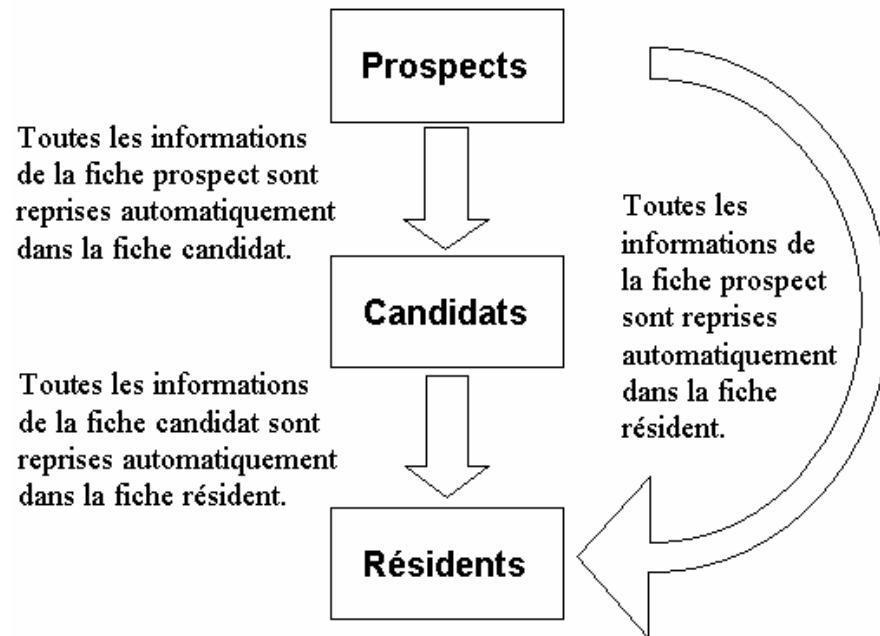 Prospects
Toutes les informations
de la fiche prospect sont
reprises automatiquement
dans la fiche candidat.
Toutes les
informations de
la fiche prospect
sont reprises
automatiquement
dans la fiche
résident.
Candidats
Toutes les informations
de la fiche candidat sont
reprises automatiquement
dans la fiche résident.
Résidents